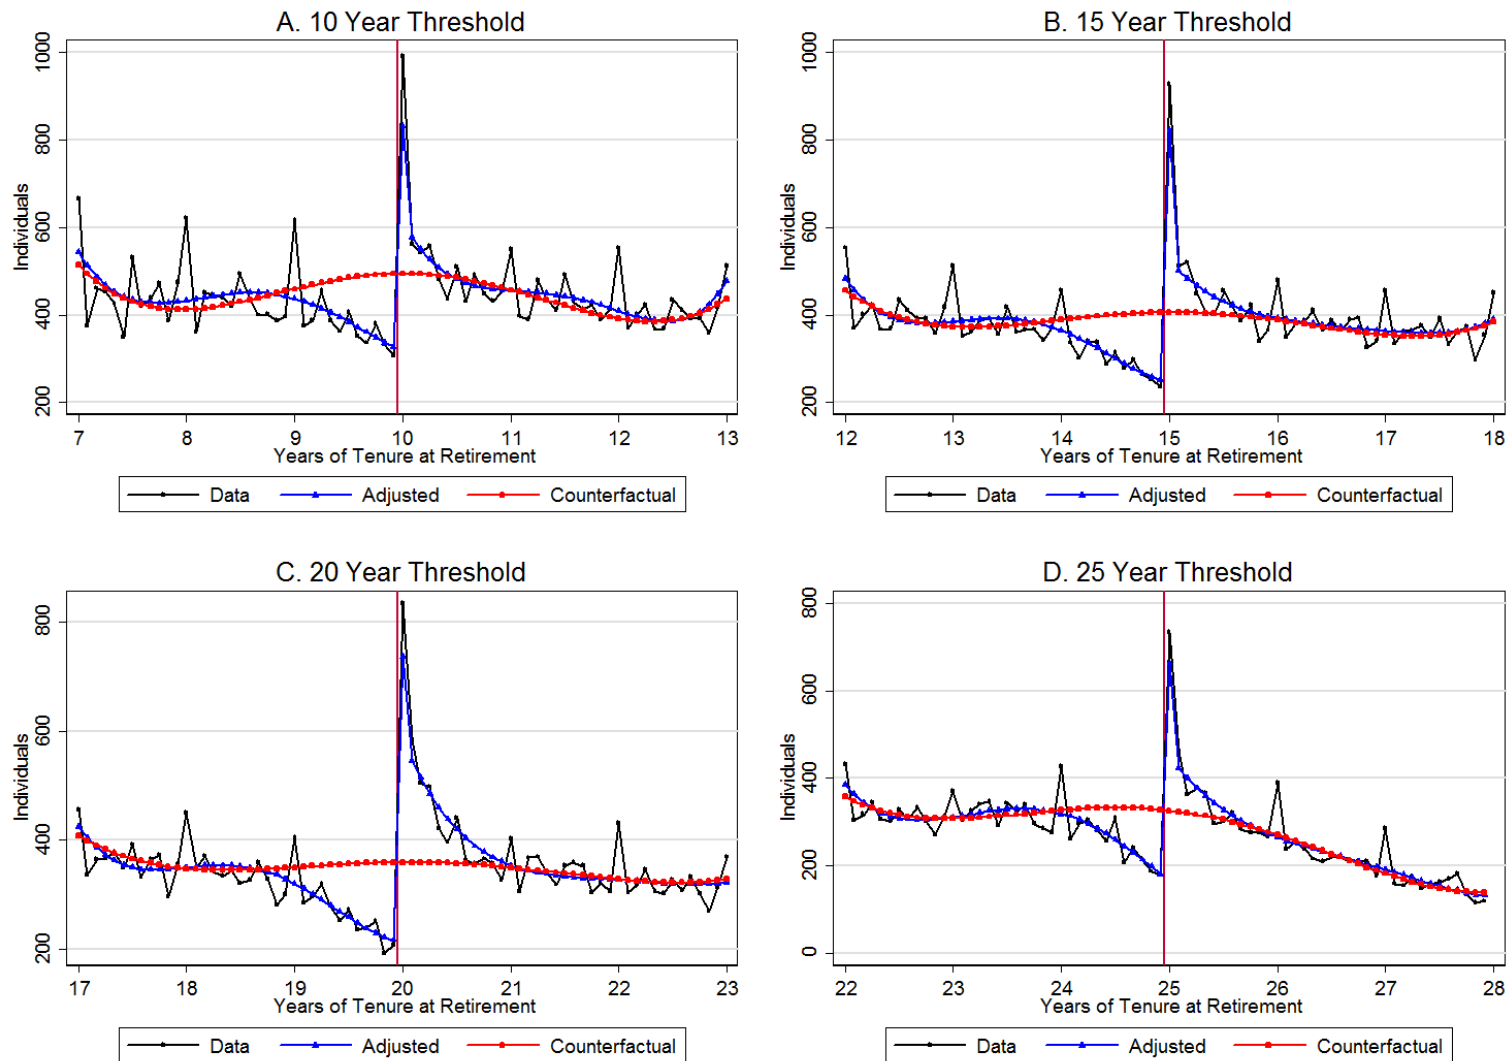 A. 10 Year Threshold
Individuals
1000
800
600
400
200
7 8 9 10 11 12 13
Years of Tenure at Retirement
Data Adjusted Counterfactual
B. 15 Year Threshold
Individuals
1000
800
600
400
200
12 13 14 15 16 17 18
Years of Tenure at Retirement
Data Adjusted Counterfactual
C. 20 Year Threshold
Individuals
800
600
400
200
17 18 19 20 21 22 23
Years of Tenure at Retirement
Data Adjusted Counterfactual
D. 25 Year Threshold
Individuals
800
600
400
200
0
22 23 24 25 26 27 28
Years of Tenure at Retirement
Data Adjusted Counterfactual